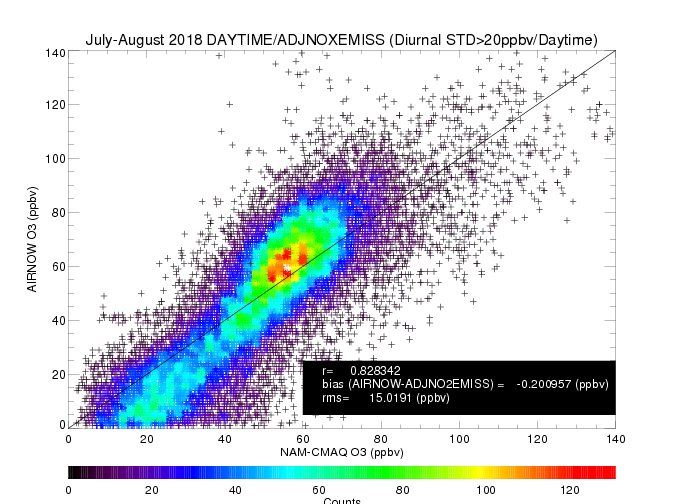 July-August 2018 DAYTIME/ADJNOXEMISS (Diurnal STD>20ppbv/Daytime)
140
120
100
80
60
40
20
0
AIRNOW O3 (ppbv)
r= 0.828342
bias (AIRNOW-ADJNO2EMISS) = -0.200957 (ppbv)
rms= 15.0191 (ppbv)
0 20 40 60 80 100 120 140
NAM-CMAQ O3 (ppbv)
0 20 40 60 80 100 120
Counts